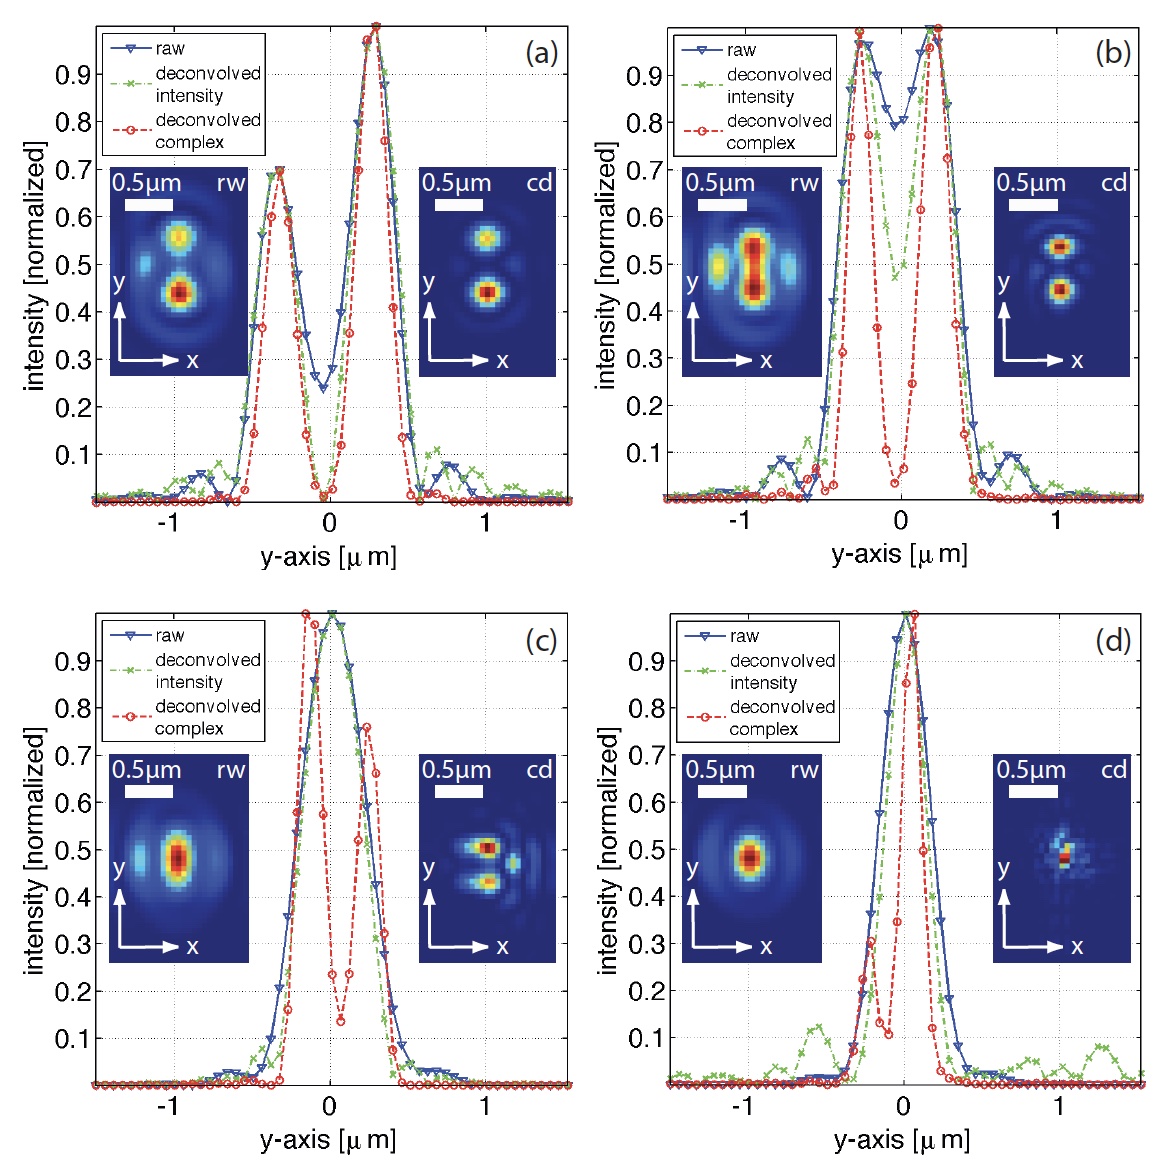 (a)
raw
deconvolved
intensity
deconvolved
complex
0.5μm rw
0.5μm cd
y
x
y
x
0.9
0.8
0.7
0.6
0.5
0.4
0.3
0.2
0.1
intensity [normalized]
-1 0 1
y-axis [μ m]
(b)
raw
deconvolved
intensity
deconvolved
complex
0.5μm rw
0.5μm cd
y
x
y
x
0.9
0.8
0.7
0.6
0.5
0.4
0.3
0.2
0.1
intensity [normalized]
-1 0 1
y-axis [μ m]
(c)
raw
deconvolved
intensity
deconvolved
complex
0.5μm rw
0.5μm cd
y
x
y
x
0.9
0.8
0.7
0.6
0.5
0.4
0.3
0.2
0.1
intensity [normalized]
-1 0 1
y-axis [μ m]
(d)
raw
deconvolved
intensity
deconvolved
complex
0.5μm rw
0.5μm cd
y
x
y
x
0.9
0.8
0.7
0.6
0.5
0.4
0.3
0.2
0.1
intensity [normalized]
-1 0 1
y-axis [μ m]